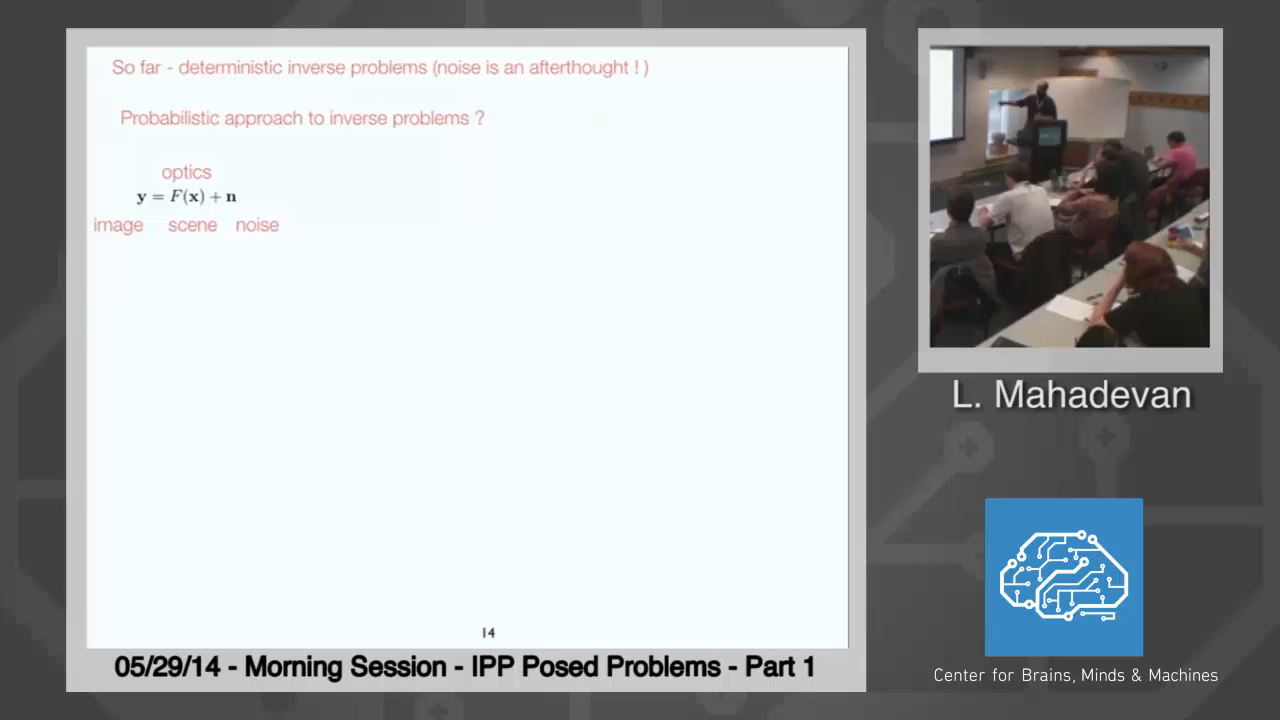 So far - deterministic inverse problems (noise is an afterthought ! )
Probabilistic approach to inverse problems ?
optics
y = F(x) + n
image scene noise
14
05/29/14 - Morning Session - IPP Posed Problems - Part 1
L. Mahadevan
Center for Brains, Minds & Machines